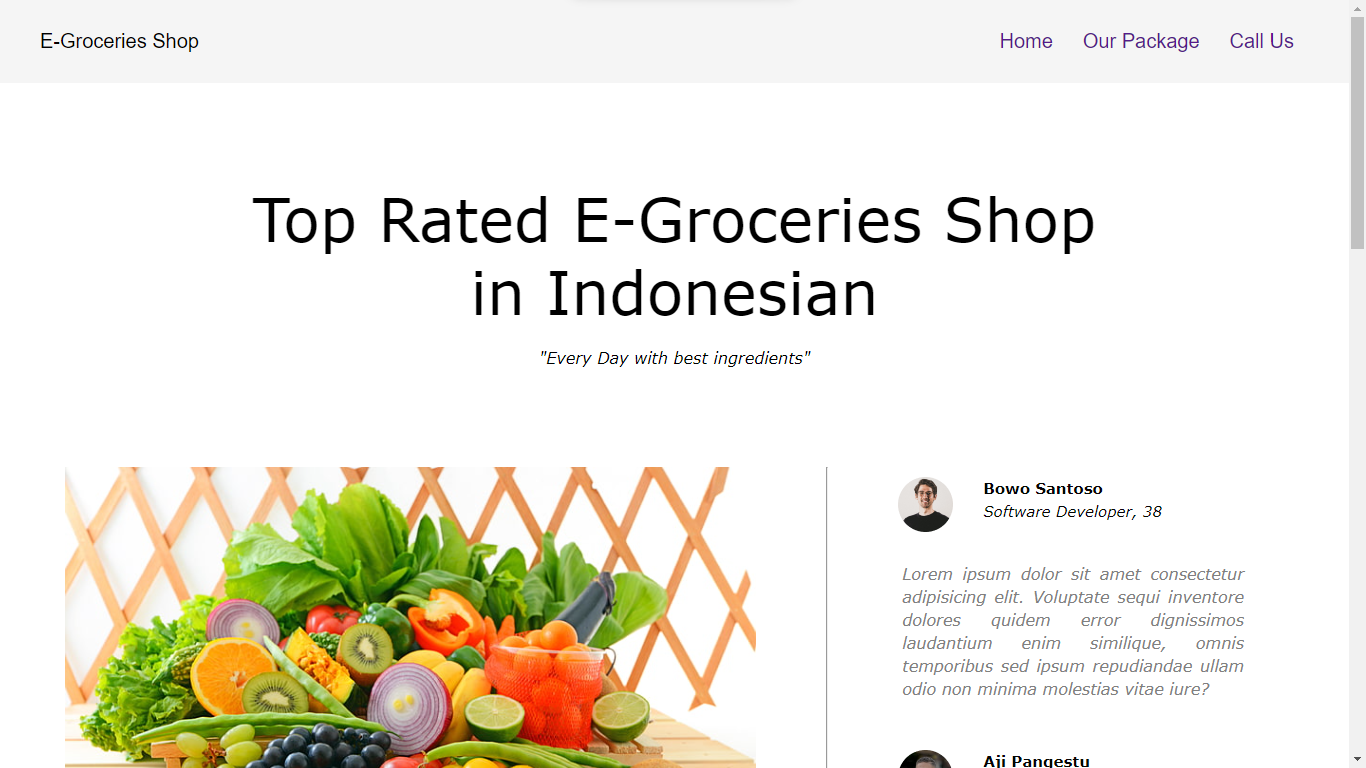 E-Groceries Shop
Home
Our Package
Call Us
Top Rated E-Groceries Shop
in Indonesian
"Every Day with best ingredients"
Bowo Santoso
Software Developer, 38
Lorem ipsum dolor sit amet consectetur
adipisicing elit. Voluptate sequi inventore
dolores quidem error dignissimos
laudantium enim similique, omnis
temporibus sed ipsum repudiandae ullam
odio non minima molestias vitae iure?
Aji Pangestu